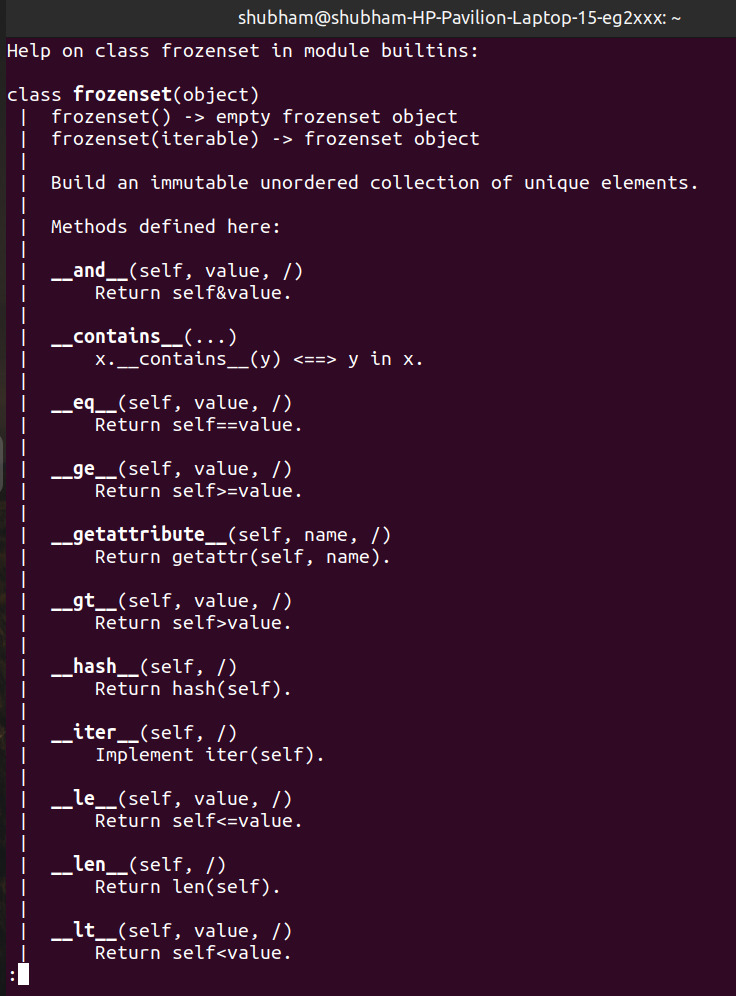 shubham@shubham-HP-Pavilion-Laptop-15-eg2xxx: ~
Help on class frozenset in module builtins:
class frozenset(object)
 |  frozenset() -> empty frozenset object
 |  frozenset(iterable) -> frozenset object
 |
 |  Build an immutable unordered collection of unique elements.
 |
 |  Methods defined here:
 |
 |  __and__(self, value, /)
 |      Return self&value.
 |
 |  __contains__(...)
 |      x.__contains__(y) <==> y in x.
 |
 |  __eq__(self, value, /)
 |      Return self==value.
 |
 |  __ge__(self, value, /)
 |      Return self>=value.
 |
 |  __getattribute__(self, name, /)
 |      Return getattr(self, name).
 |
 |  __gt__(self, value, /)
 |      Return self>value.
 |
 |  __hash__(self, /)
 |      Return hash(self).
 |
 |  __iter__(self, /)
 |      Implement iter(self).
 |
 |  __le__(self, value, /)
 |      Return self<=value.
 |
 |  __len__(self, /)
 |      Return len(self).
 |
 |  __lt__(self, value, /)
 |      Return self<value.
: